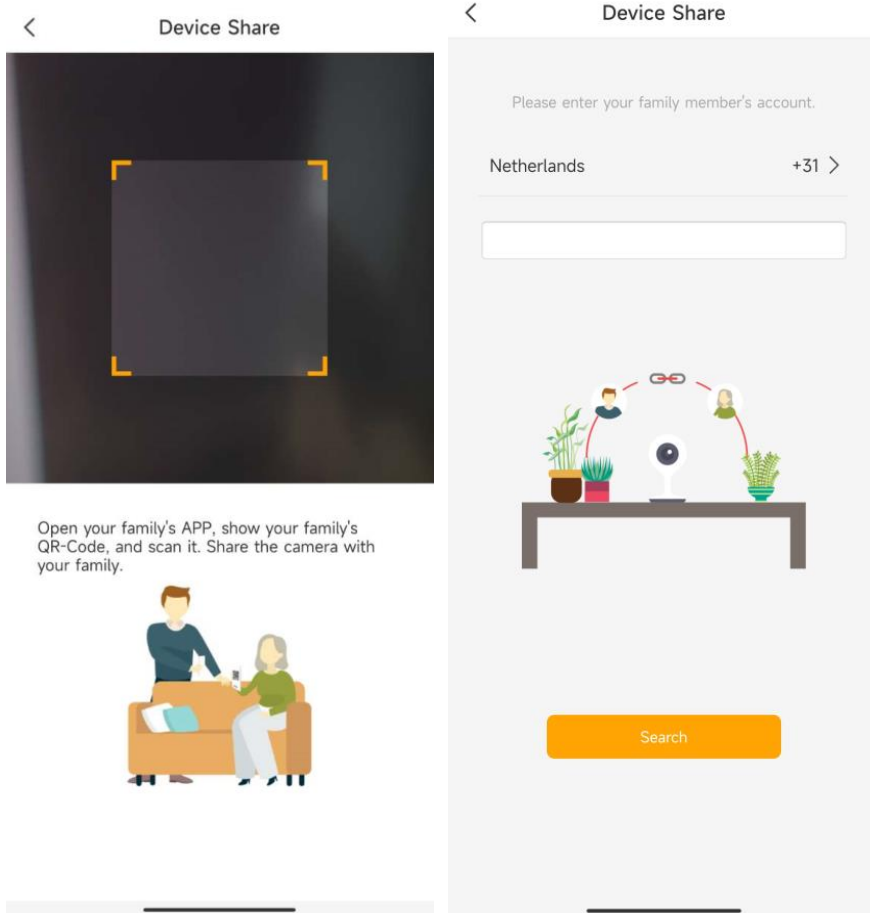 Device Share
Open your family's APP, show your family's
QR-Code, and scan it. Share the camera with
your family.
Device Share
Please enter your family member's account.
Netherlands +31
Search